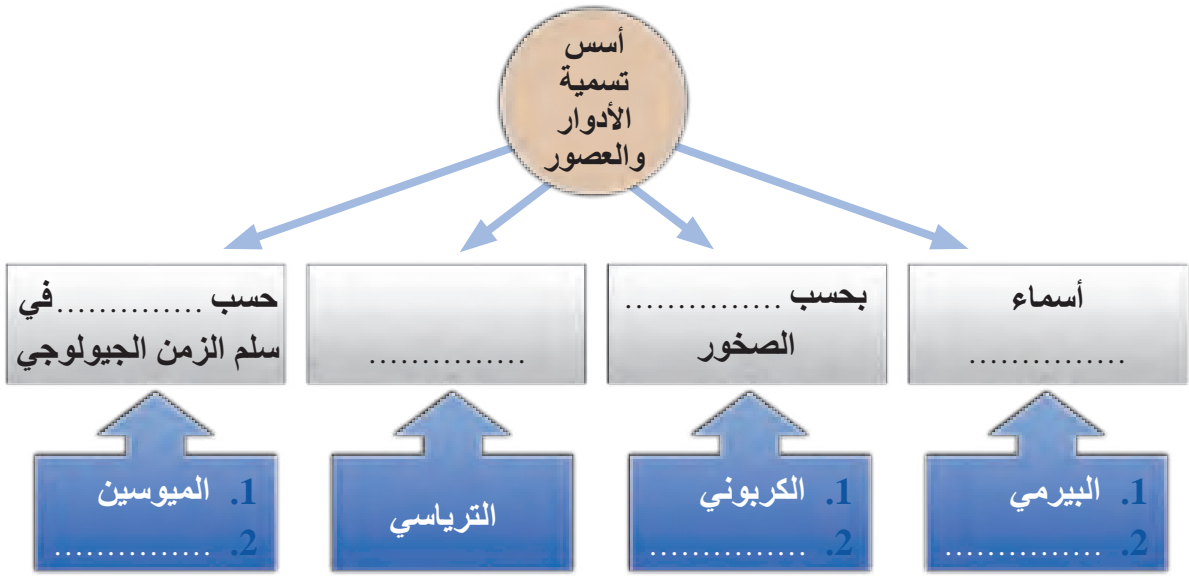 أسس
تسمية
الأدوار
والعصور
أسماء
...............
بحسب ...............
الصخور
...............
حسب .............. في
سلم الزمن الجيولوجي
1. البيرمي
2. ...............
1. الكربوني
2. ...............
الترياسي
1. الميوسين
2. ...............